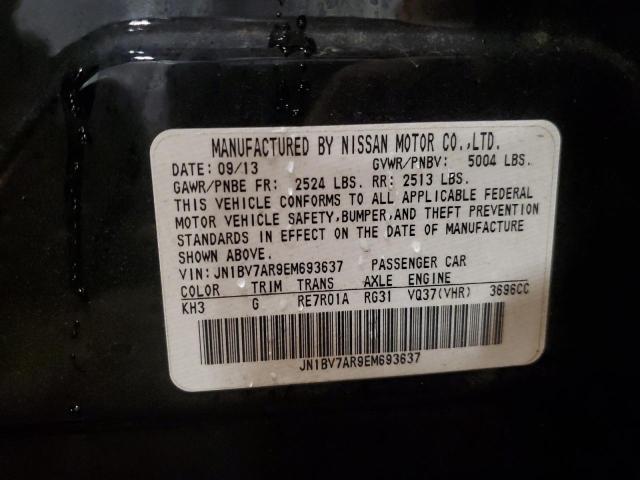 MANUFACTURED BY NISSAN MOTOR CO.,LTD.
DATE: 09/13 GVWR/PNBV: 5004 LBS.
GAWR/PNBE FR: 2524 LBS. RR: 2513 LBS.
THIS VEHICLE CONFORMS TO ALL APPLICABLE FEDERAL
MOTOR VEHICLE SAFETY,BUMPER,AND THEFT PREVENTION
STANDARDS IN EFFECT ON THE DATE OF MANUFACTURE
SHOWN ABOVE.
VIN: JN1BV7AR9EM693637 PASSENGER CAR
COLOR TRIM TRANS AXLE ENGINE
KH3 G RE7R01A RG31 VQ37(VHR) 3696CC
JN1BV7AR9EM693637